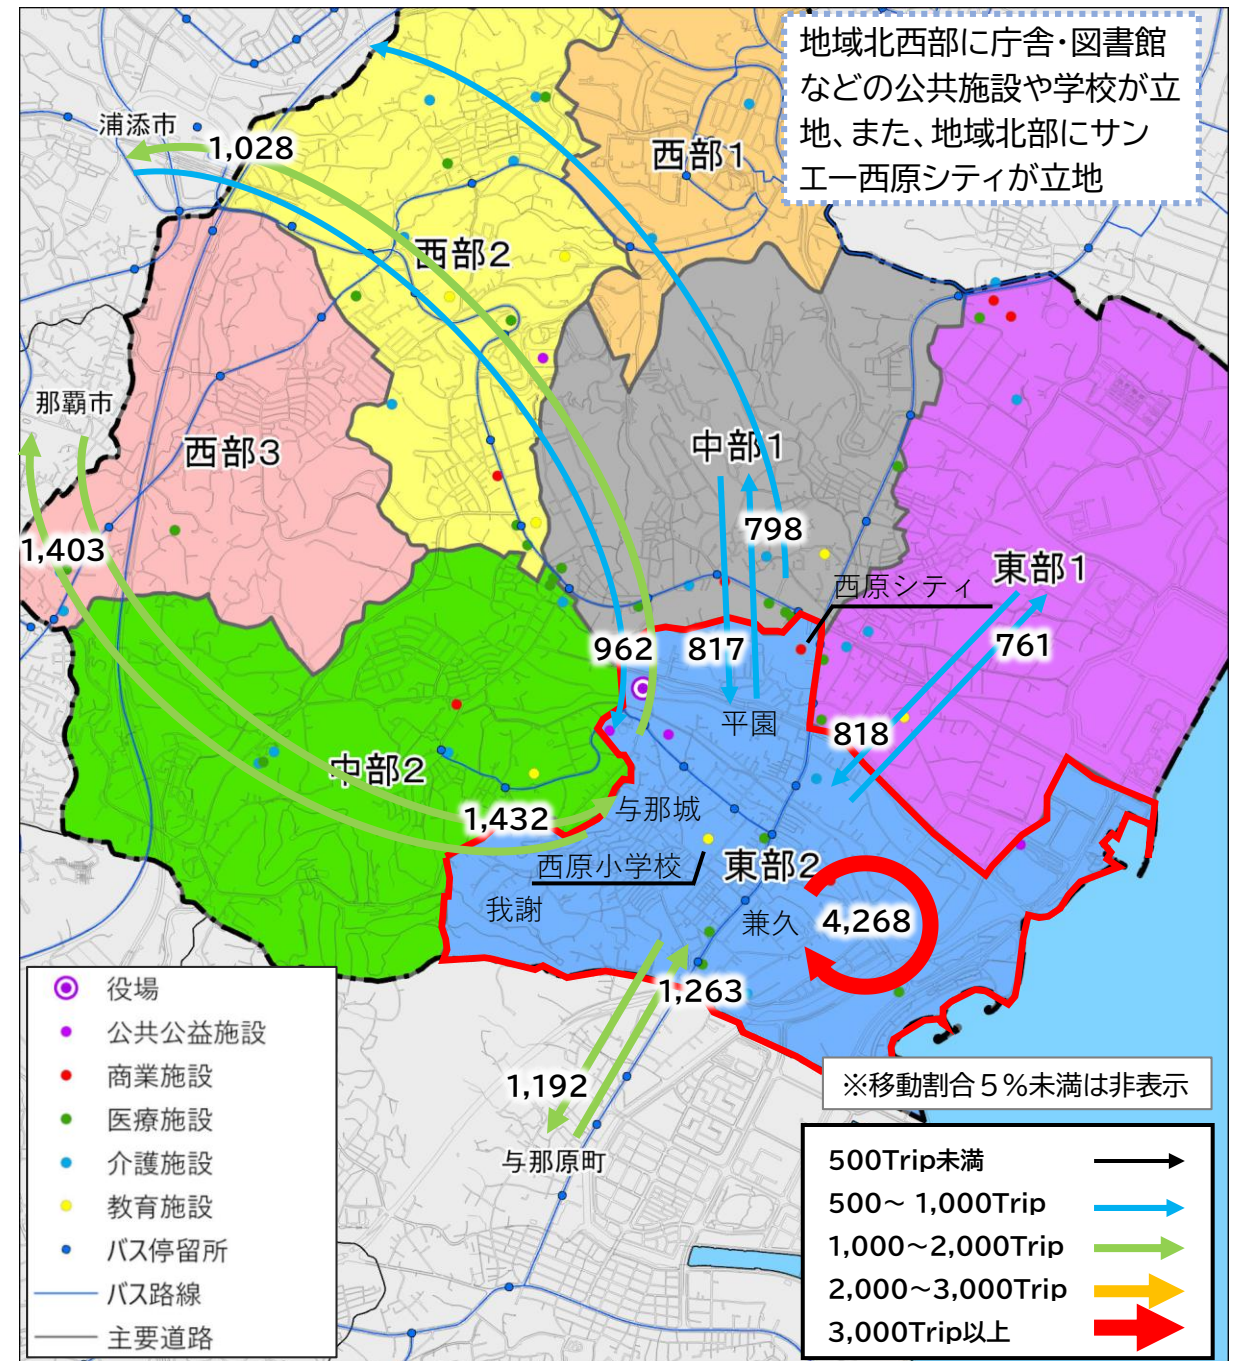 地域北西部に庁舎・図書館
などの公共施設や学校が立
地、また、地域北部にサン
エー西原シティが立地
浦添市
1,028
西部1
西部2
那覇市
西部3
中部1
1,403
798
西原シティ
東部1
962
817
761
平園
818
中部2
与那城
1,432
西原小学校
東部2
我謝
兼久
4,268
1,263
1,192
与那原町
役場
公共公益施設
商業施設
医療施設
介護施設
教育施設
バス停留所
バス路線
主要道路
※移動割合５%未満は非表示
500Trip未満
500～ 1,000Trip
1,000～2,000Trip
2,000～3,000Trip
3,000Trip以上